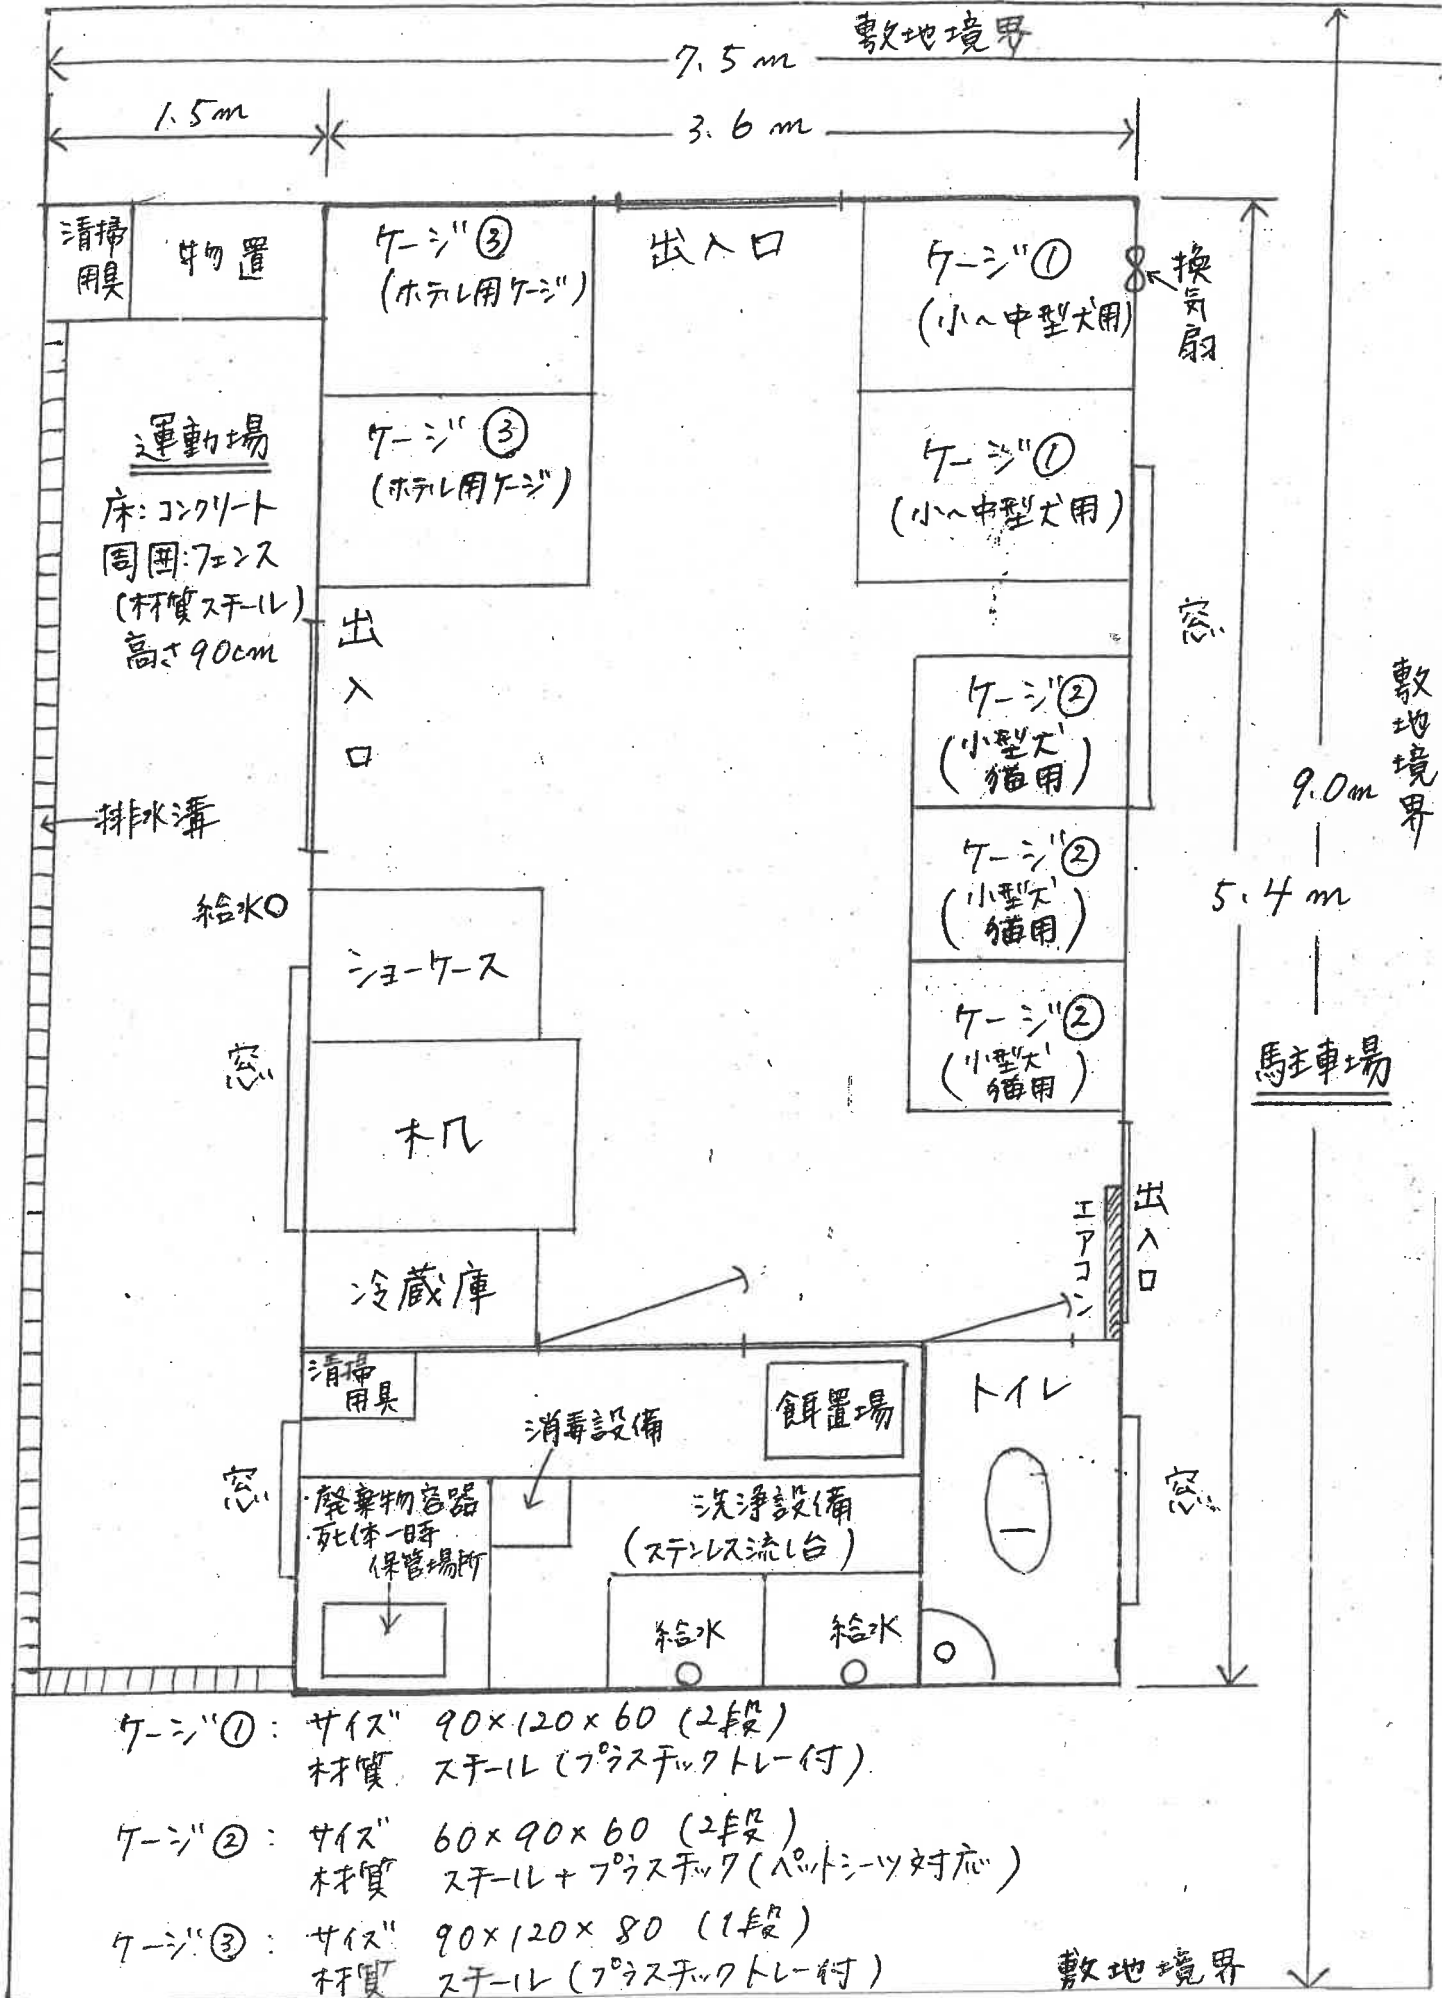 敷地境界
7.5m
1.5m
3.6m
清掃
用具
物置
ケージ③
(ホテル用ケージ)
出入口
ケージ①
(小~中型犬用)
換気扇
運動場
床:コンクリート
周囲:フェンス
(材質スチール)
高さ90cm
ケージ③
(ホテル用ケージ)
ケージ①
(小~中型犬用)
窓
出入口
ケージ②
(小型犬
猫用)
敷地境界
9.0m
排水溝
ケージ②
(小型犬
猫用)
5.4m
給水
ショーケース
ケージ②
(小型犬
猫用)
駐車場
窓
机
エアコン
出入口
冷蔵庫
清掃
用具
消毒設備
餌置場
トイレ
窓
・廃棄物容器
・死体一時
保管場所
洗浄設備
(ステンレス流し台)
窓
給水
給水
ケージ①: サイズ 90×120×60 (2段)
材質 スチール (プラスチックトレー付)
ケージ②: サイズ 60×90×60 (2段)
材質 スチール+プラスチック(ペットシーツ対応)
ケージ③: サイズ 90×120×80 (1段)
材質 スチール (プラスチックトレー付)
敷地境界